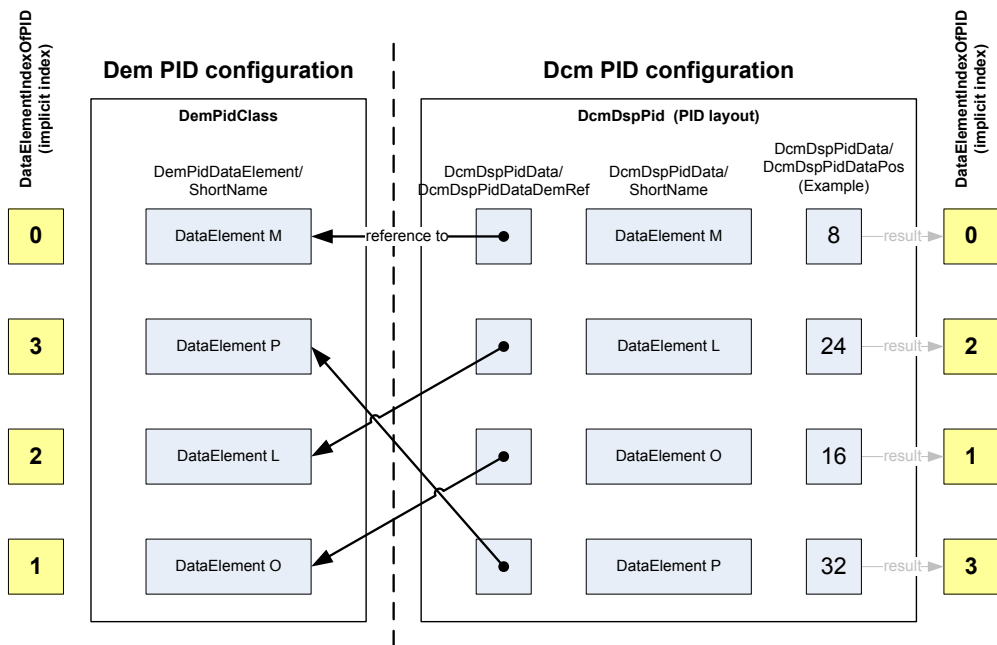 DataElementIndexOfPID
(implicit index)
Dem PID configuration
Dcm PID configuration
DataElementIndexOfPID
(implicit index)
DemPidClass
DcmDspPid (PID layout)
DemPidDataElement/
ShortName
DcmDspPidData/
DcmDspPidDataDemRef
DcmDspPidData/
ShortName
DcmDspPidData/
DcmDspPidDataPos
(Example)
0
DataElement M
reference to
DataElement M
8
result
0
3
DataElement P
DataElement L
24
result
2
2
DataElement L
DataElement O
16
result
1
1
DataElement O
DataElement P
32
result
3